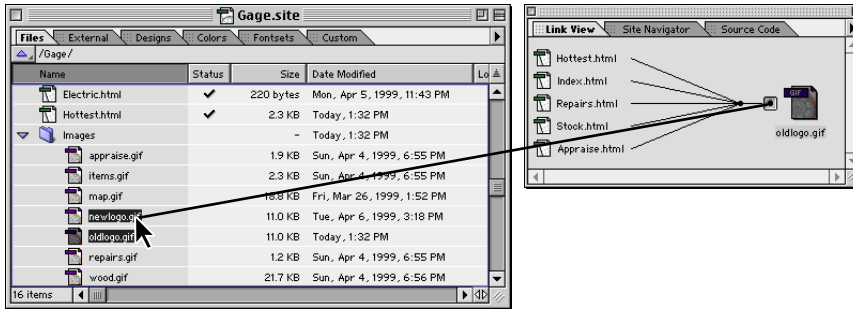 Gage.site
Files External Designs Colors Fontsets Custom
/Gage/
Name Status Size Date Modified Lo
Electric.html 220 bytes Mon, Apr 5, 1999, 11:43 PM
Hottest.html 2.3 KB Today, 1:32 PM
Images - Today, 1:32 PM
appraise.gif 1.9 KB Sun, Apr 4, 1999, 6:55 PM
items.gif 2.3 KB Sun, Apr 4, 1999, 6:55 PM
map.gif 18.8 KB Fri, Mar 26, 1999, 1:52 PM
newlogo.gif 11.0 KB Tue, Apr 6, 1999, 3:18 PM
oldlogo.gif 11.0 KB Today, 1:32 PM
repairs.gif 1.2 KB Sun, Apr 4, 1999, 6:55 PM
wood.gif 21.7 KB Sun, Apr 4, 1999, 6:56 PM
16 items
Link View Site Navigator Source Code
Hottest.html
Index.html
Repairs.html
Stock.html
Appraise.html
GIF
oldlogo.gif